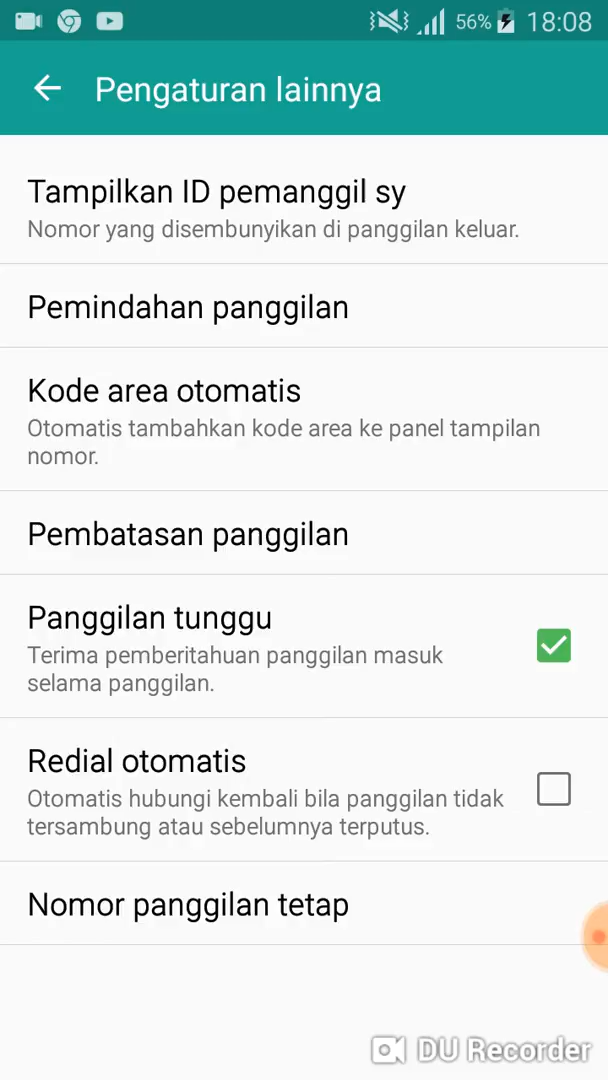 56% 18:08
Pengaturan lainnya
Tampilkan ID pemanggil sy
Nomor yang disembunyikan di panggilan keluar.
Pemindahan panggilan
Kode area otomatis
Otomatis tambahkan kode area ke panel tampilan
nomor.
Pembatasan panggilan
Panggilan tunggu
Terima pemberitahuan panggilan masuk
selama panggilan.
Redial otomatis
Otomatis hubungi kembali bila panggilan tidak
tersambung atau sebelumnya terputus.
Nomor panggilan tetap
DU Recorder